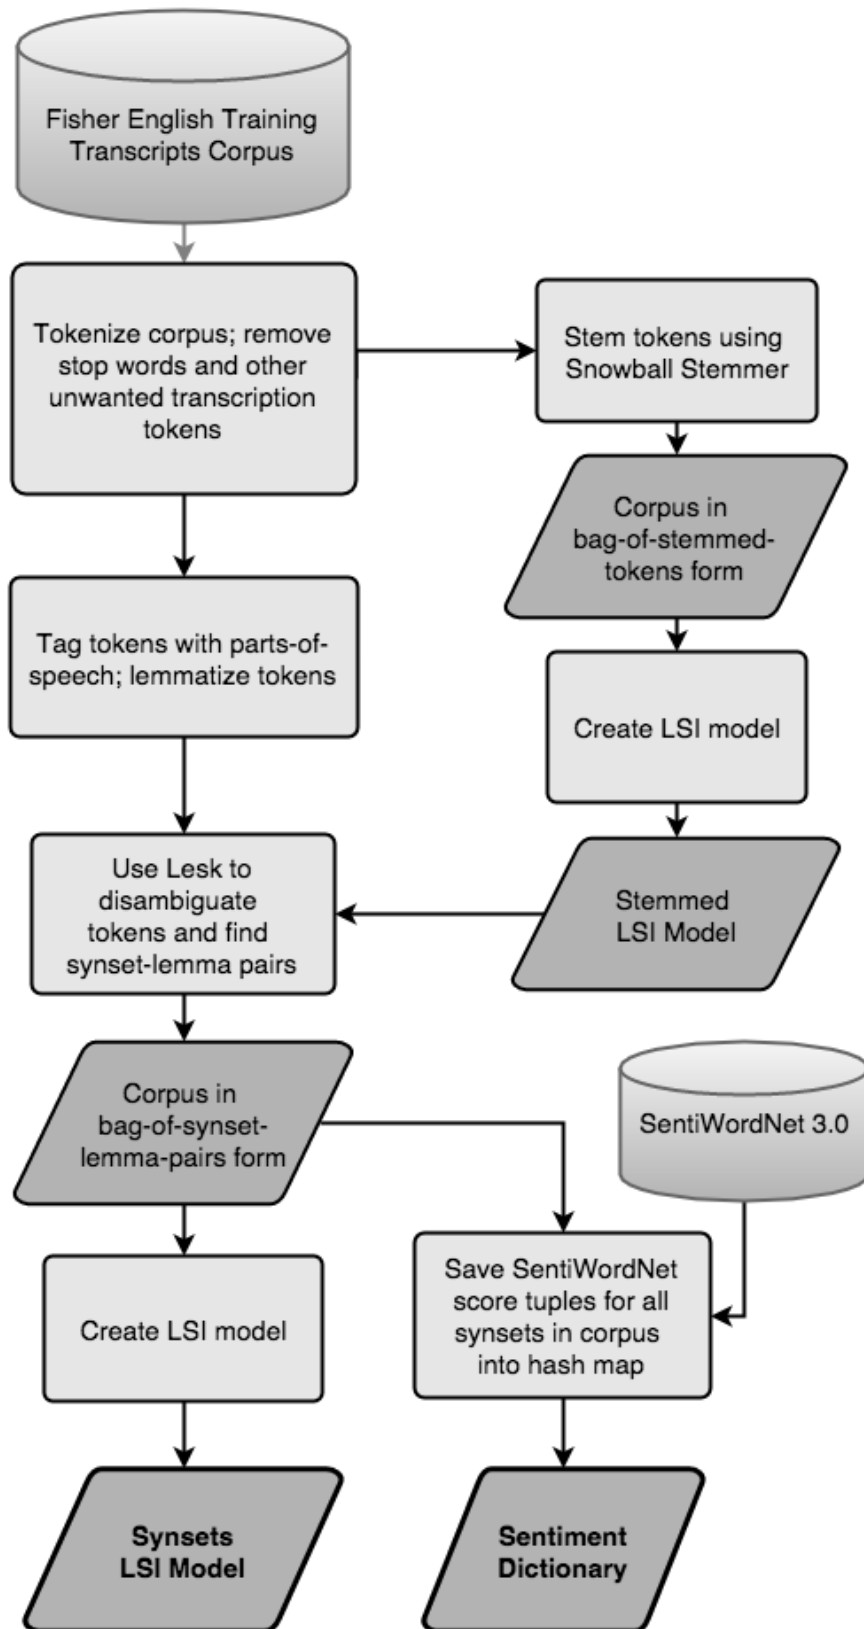 Fisher English Training
Transcripts Corpus
Tokenize corpus; remove
stop words and other
unwanted transcription
tokens
Stem tokens using
Snowball Stemmer
Corpus in
bag-of-stemmed-
tokens form
Tag tokens with parts-of-
speech; lemmatize tokens
Create LSI model
Use Lesk to
disambiguate
tokens and find
synset-lemma pairs
Stemmed
LSI Model
Corpus in
bag-of-synset-
lemma-pairs form
SentiWordNet 3.0
Create LSI model
Save SentiWordNet
score tuples for all
synsets in corpus
into hash map
Synsets
LSI Model
Sentiment
Dictionary